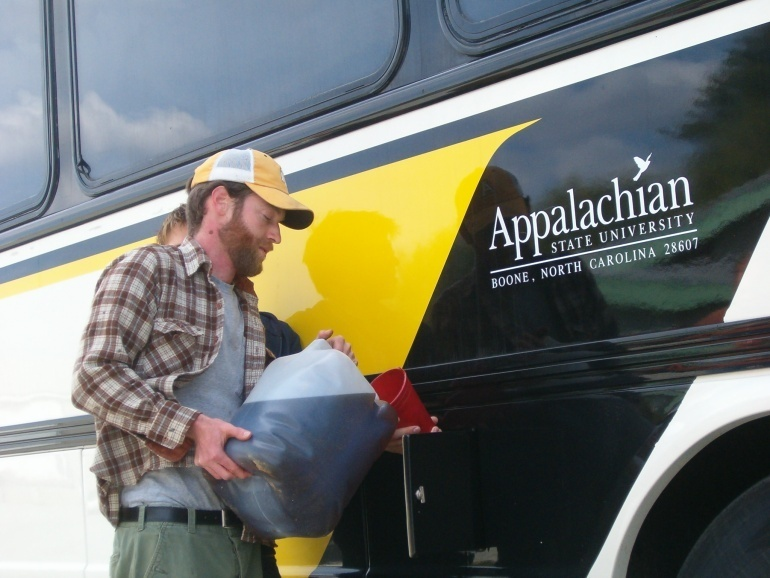 Appalachian
STATE UNIVERSITY
BOONE, NORTH CAROLINA 28607